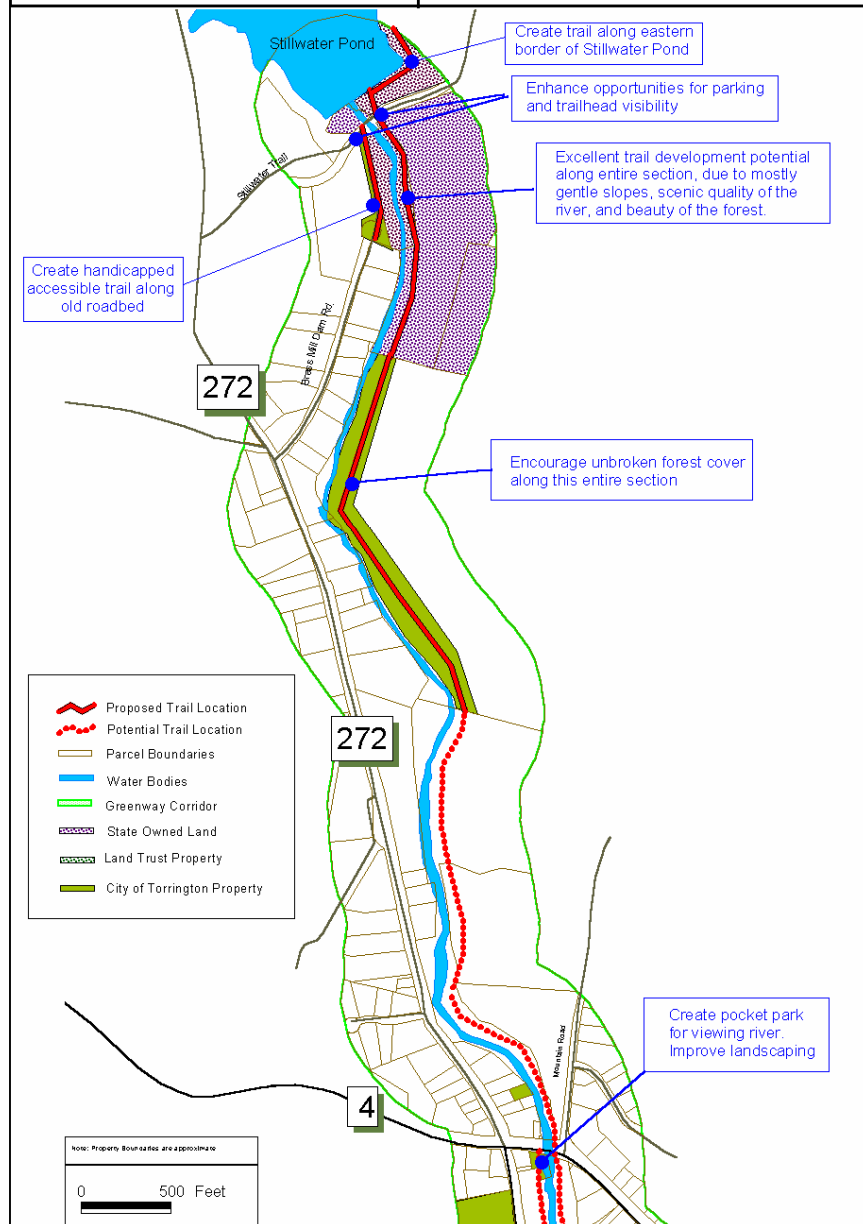 Stillwater Pond
Create trail along eastern
border of Stillwater Pond
Enhance opportunities for parking
and trailhead visibility
Stillwater Trail
Excellent trail development potential
along entire section, due to mostly
gentle slopes, scenic quality of the
river, and beauty of the forest.
Create handicapped
accessible trail along
old roadbed
Brass Mill Dam Rd.
272
Encourage unbroken forest cover
along this entire section
Proposed Trail Location
Potential Trail Location
Parcel Boundaries
Water Bodies
Greenway Corridor
State Owned Land
Land Trust Property
City of Torrington Property
272
Create pocket park
for viewing river.
Improve landscaping
Mountain Road
4
Note: Property Boundaries are approximate
0 500 Feet